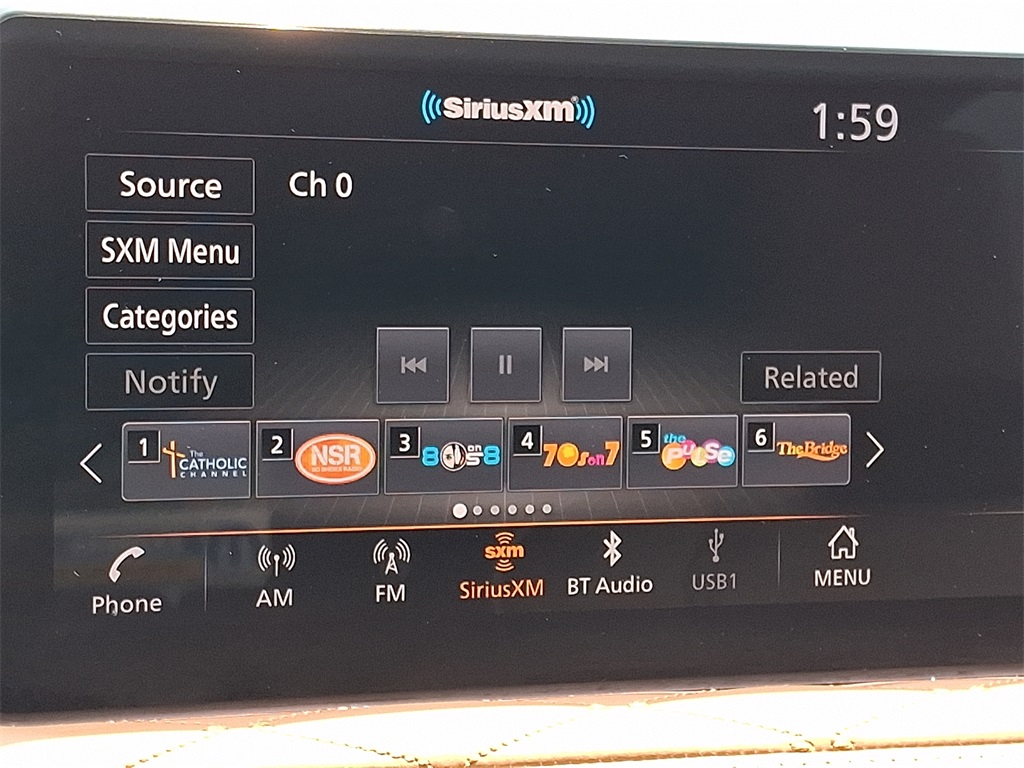 SiriusXM
1:59
Source
Ch 0
SXM Menu
Categories
Notify
Related
1 The CATHOLIC CHANNEL
2 NSR
3 80s on 8
4 70s on 7
5 the PULSE
6 The Bridge
Phone
AM
FM
sxm
SiriusXM
BT Audio
USB1
MENU